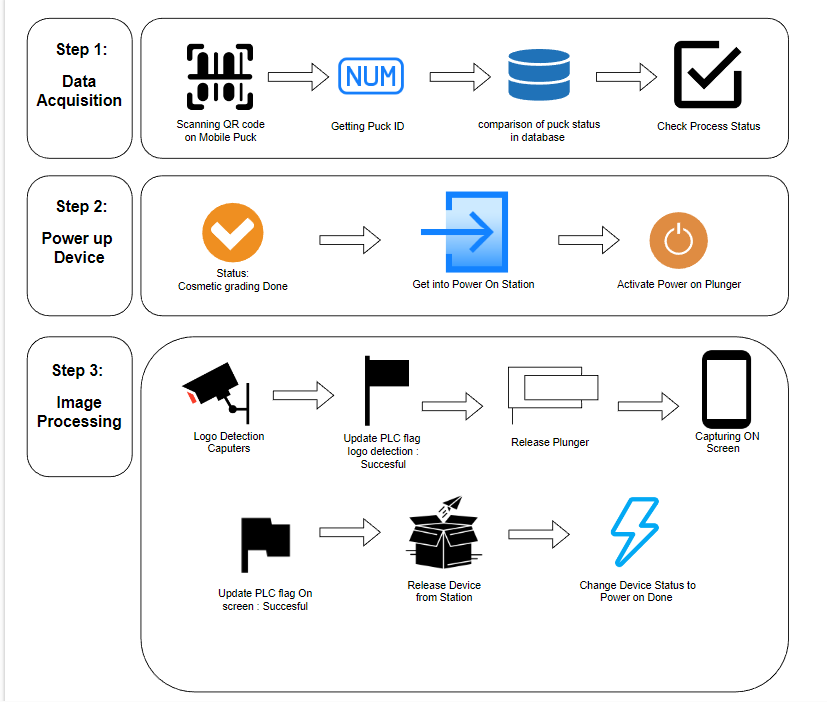 Step 1:
Data
Acquisition
Scanning QR code
on Mobile Puck
NUM
Getting Puck ID
comparison of puck status
in database
Check Process Status
Step 2:
Power up
Device
Status:
Cosmetic grading Done
Get into Power On Station
Activate Power on Plunger
Step 3:
Image
Processing
Logo Detection
Caputers
Update PLC flag
logo detection :
Succesful
Release Plunger
Capturing ON
Screen
Update PLC flag On
screen : Succesful
Release Device
from Station
Change Device Status to
Power on Done